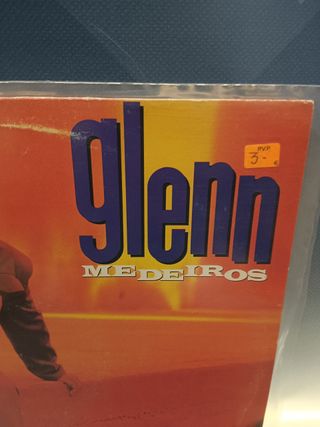 glenn
MEDEIROS
M.V.P.
3,-
€